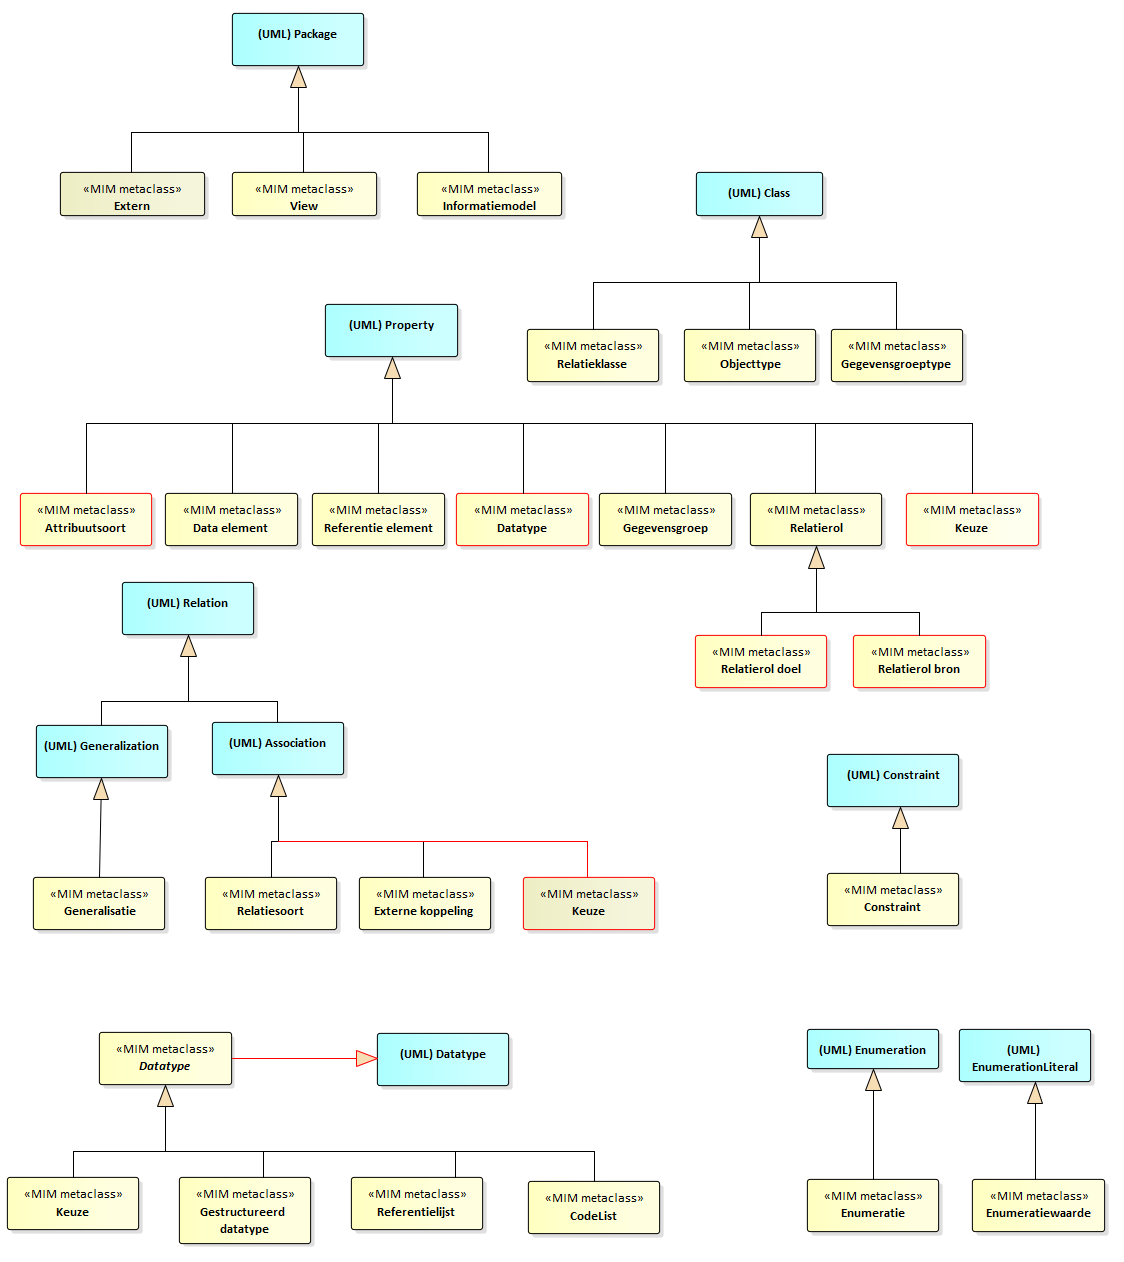 (UML) Package
«MIM metaclass»
Extern
«MIM metaclass»
View
«MIM metaclass»
Informatiemodel
(UML) Class
«MIM metaclass»
Relatieklasse
«MIM metaclass»
Objecttype
«MIM metaclass»
Gegevensgroeptype
(UML) Property
«MIM metaclass»
Attribuutsoort
«MIM metaclass»
Data element
«MIM metaclass»
Referentie element
«MIM metaclass»
Datatype
«MIM metaclass»
Gegevensgroep
«MIM metaclass»
Relatierol
«MIM metaclass»
Keuze
«MIM metaclass»
Relatierol doel
«MIM metaclass»
Relatierol bron
(UML) Relation
(UML) Generalization
(UML) Association
«MIM metaclass»
Generalisatie
«MIM metaclass»
Relatiesoort
«MIM metaclass»
Externe koppeling
«MIM metaclass»
Keuze
(UML) Constraint
«MIM metaclass»
Constraint
«MIM metaclass»
Datatype
(UML) Datatype
«MIM metaclass»
Keuze
«MIM metaclass»
Gestructureerd
datatype
«MIM metaclass»
Referentielijst
«MIM metaclass»
CodeList
(UML) Enumeration
(UML)
EnumerationLiteral
«MIM metaclass»
Enumeratie
«MIM metaclass»
Enumeratiewaarde